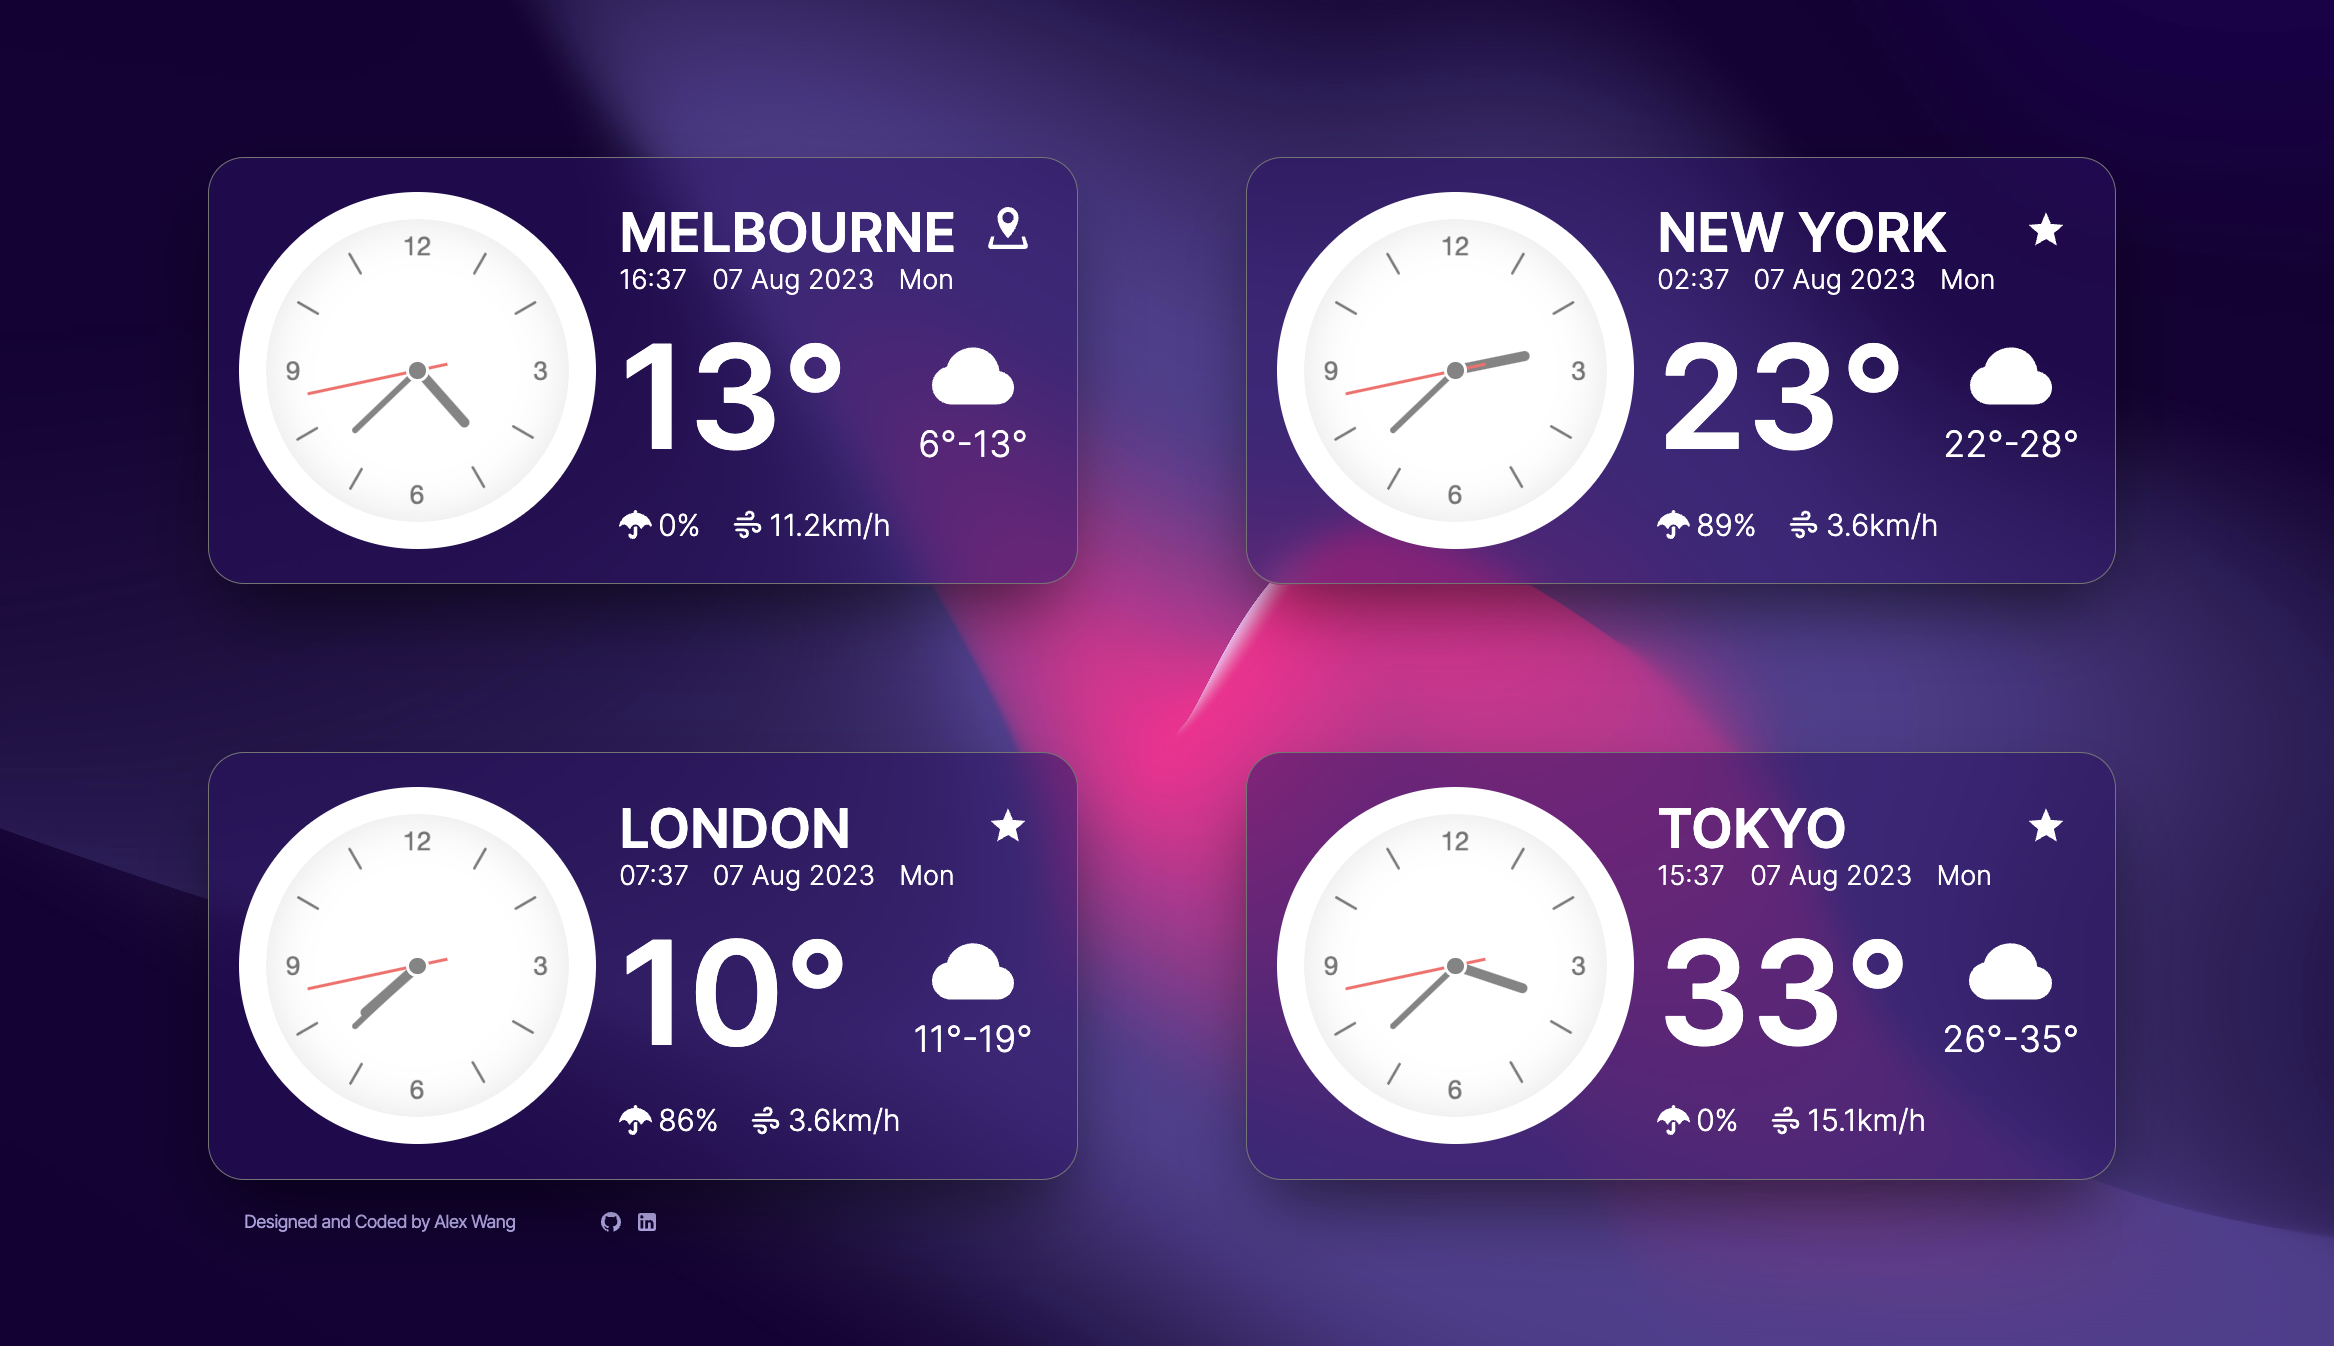 MELBOURNE
16:37 07 Aug 2023 Mon
12
9
3
6
13°
6°-13°
0% 11.2km/h
NEW YORK
02:37 07 Aug 2023 Mon
12
9
3
6
23°
22°-28°
89% 3.6km/h
LONDON
07:37 07 Aug 2023 Mon
12
9
3
6
10°
11°-19°
86% 3.6km/h
TOKYO
15:37 07 Aug 2023 Mon
12
9
3
6
33°
26°-35°
0% 15.1km/h
Designed and Coded by Alex Wang
in